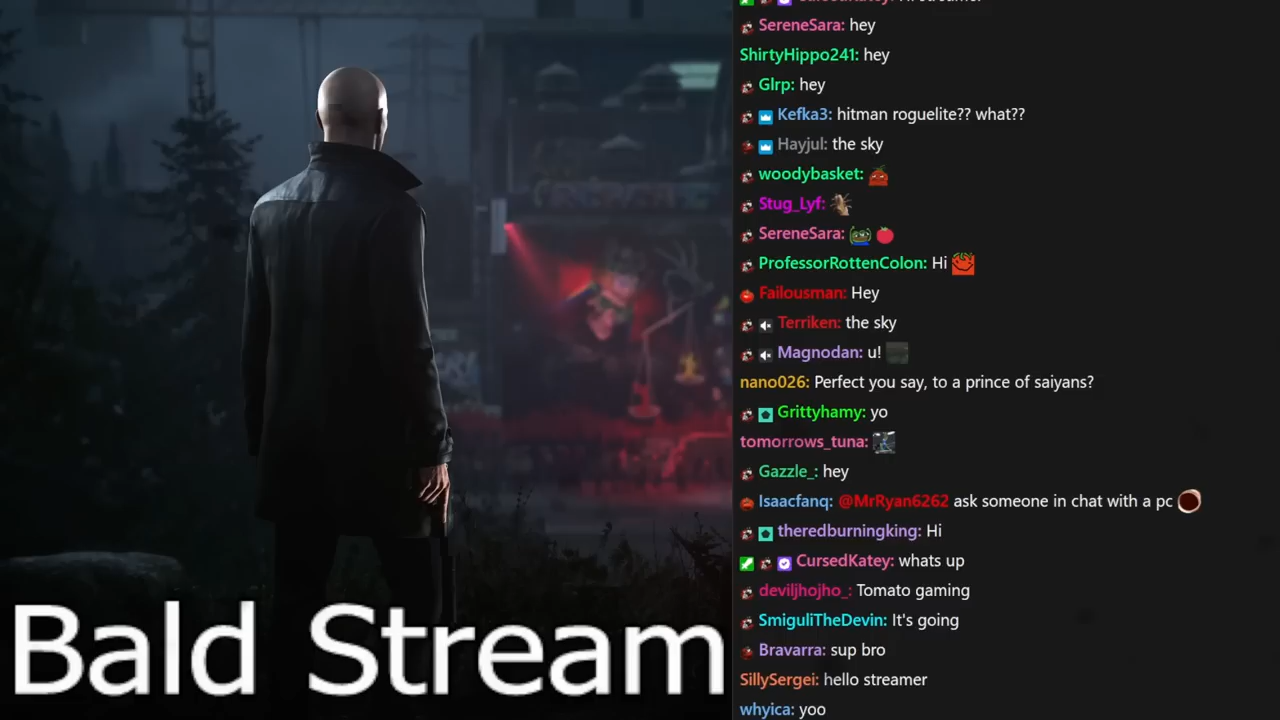 SereneSara: hey
ShirtyHippo241: hey
Glrp: hey
Kefka3: hitman roguelite?? what??
Hayjul: the sky
woodybasket:
Stug_Lyf:
SereneSara:
ProfessorRottenColon: Hi
Failousman: Hey
Terriken: the sky
Magnodan: u!
nano026: Perfect you say, to a prince of saiyans?
Grittyhamy: yo
tomorrows_tuna:
Gazzle_: hey
Isaacfanq: @MrRyan6262 ask someone in chat with a pc
theredburningking: Hi
CursedKatey: whats up
deviljhojho_: Tomato gaming
SmiguliTheDevin: It's going
Bravarra: sup bro
SillySergei: hello streamer
whyica: yoo
Bald Stream